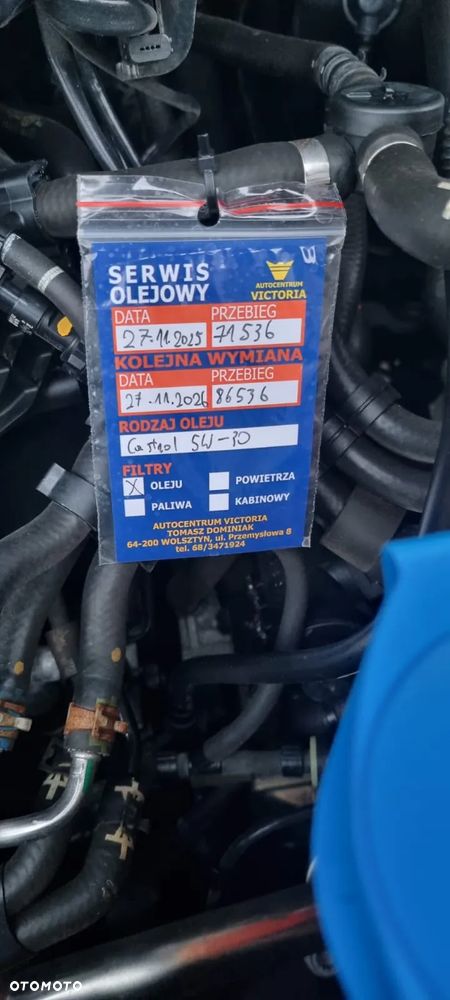 SERWIS
OLEJOWY
AUTOCENTRUM
VICTORIA
DATA PRZEBIEG
27.11.2025 71536
KOLEJNA WYMIANA
DATA PRZEBIEG
27.11.2026 86536
RODZAJ OLEJU
Castrol 5W-30
FILTRY
X OLEJU POWIETRZA
PALIWA KABINOWY
AUTOCENTRUM VICTORIA
TOMASZ DOMINIAK
64-200 WOLSZTYN, ul. Przemysłowa 8
tel. 68/3471924
OTOMOTO